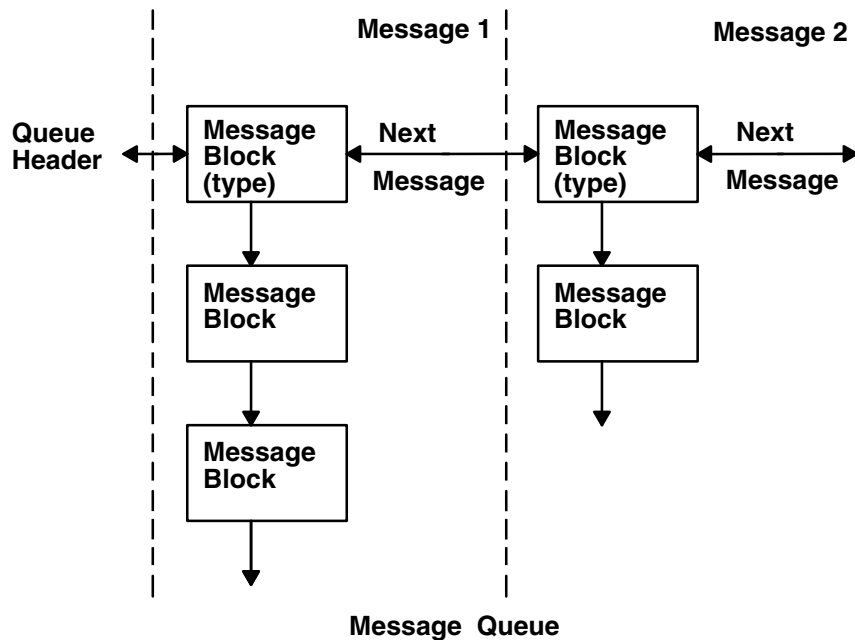 Message 1
Message 2
Queue
Header
Message
Block
(type)
Next
Message
Message
Block
(type)
Next
Message
Message
Block
Message
Block
Message
Block
Message Queue